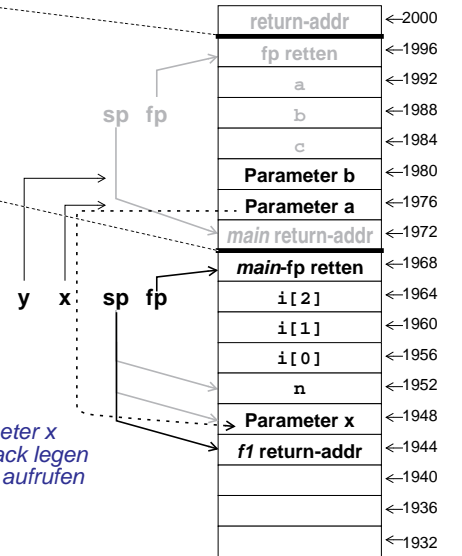 return-addr ←2000
fp retten ←1996
a ←1992
sp fp b ←1988
c ←1984
Parameter b ←1980
Parameter a ←1976
main return-addr ←1972
main-fp retten ←1968
y x sp fp i[2] ←1964
i[1] ←1960
i[0] ←1956
n ←1952
Parameter x ←1948
eter x
ack legen f1 return-addr ←1944
aufrufen ←1940
←1936
←1932